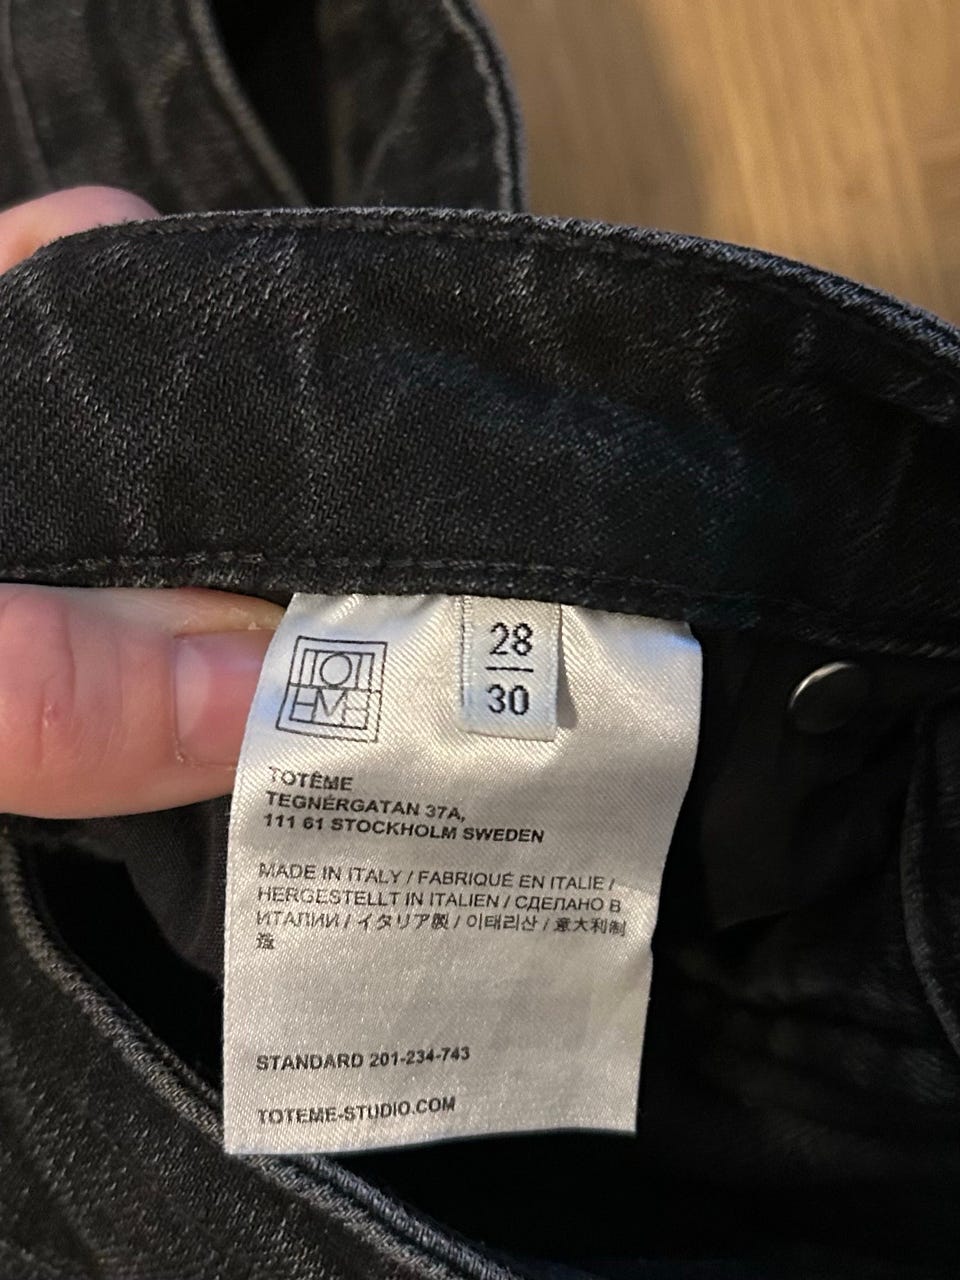 TOTEME
28
30
TOTÊME
TEGNÉRGATAN 37A,
111 61 STOCKHOLM SWEDEN
MADE IN ITALY / FABRIQUÉ EN ITALIE /
HERGESTELLT IN ITALIEN / СДЕЛАНО В
ИТАЛИИ / イタリア製 / 이태리산 / 意大利制
造
STANDARD 201-234-743
TOTEME-STUDIO.COM